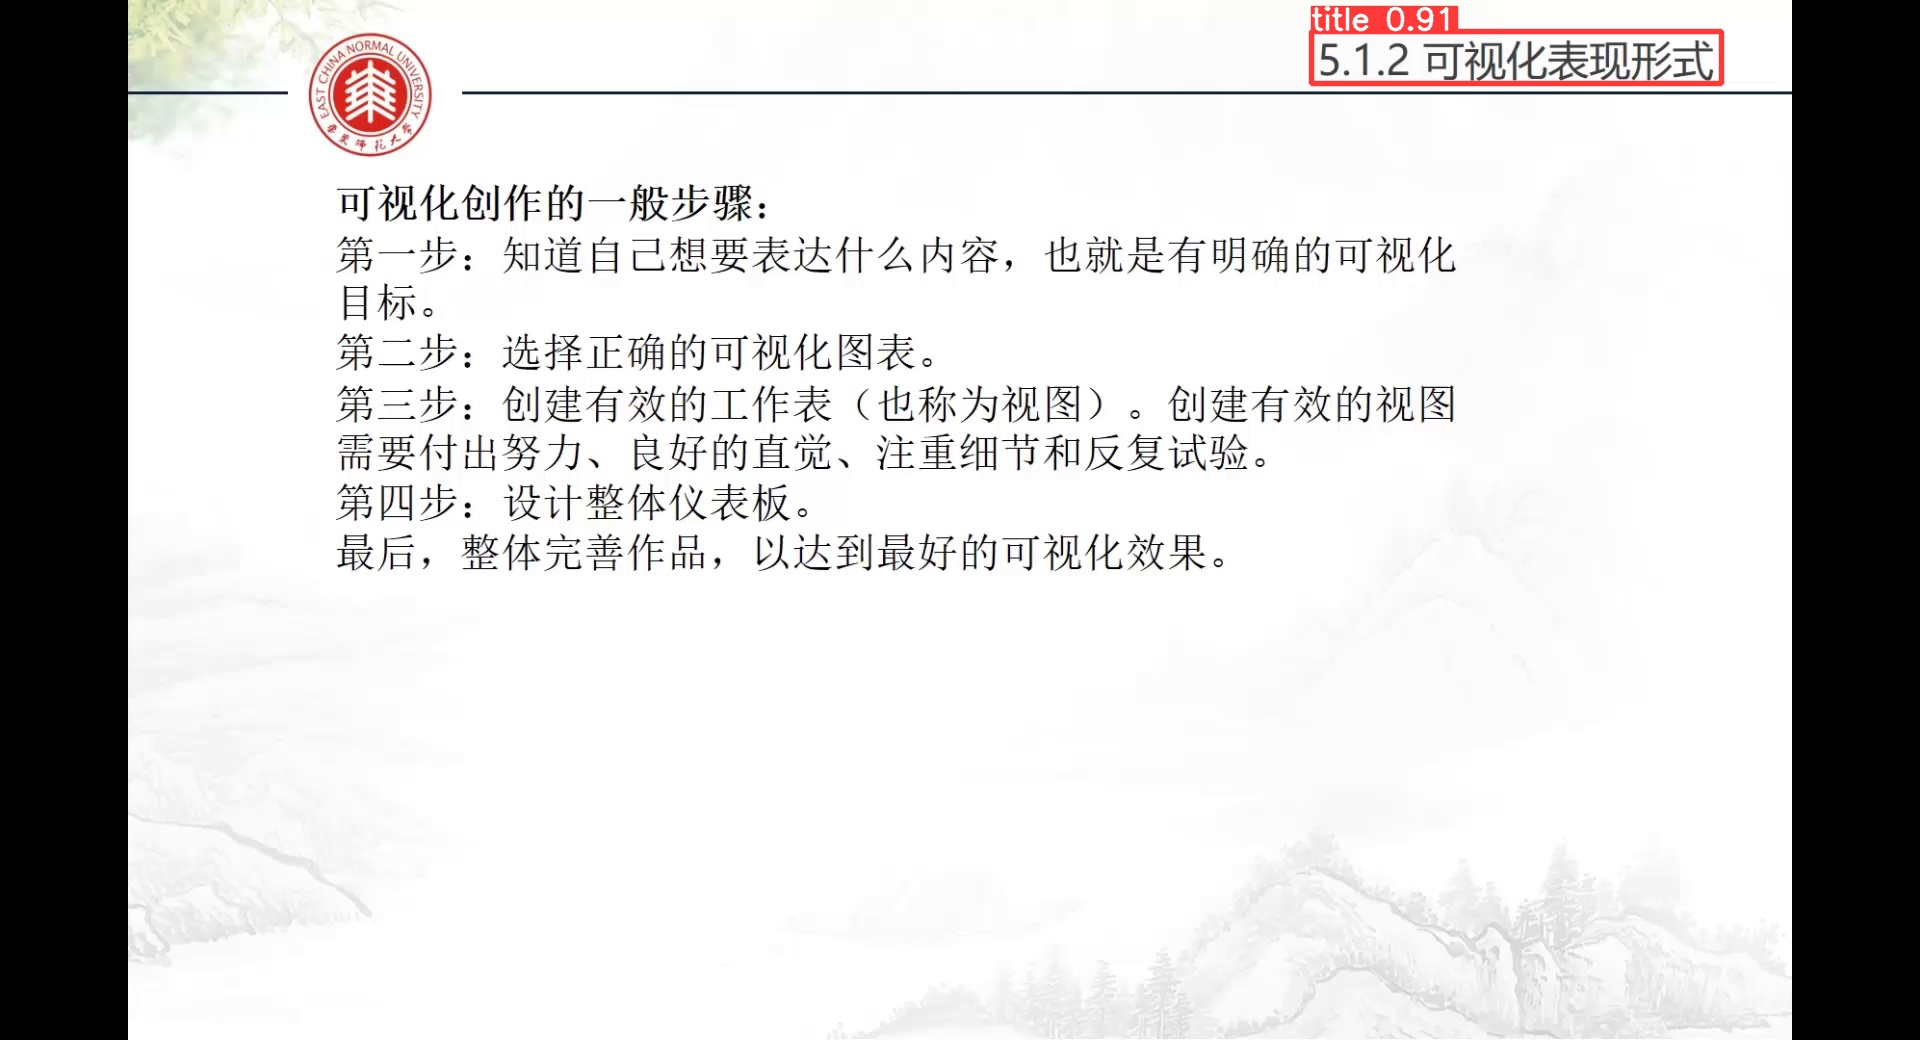 title 0.91
5.1.2 可视化表现形式
EAST CHINA NORMAL UNIVERSITY
华东师范大学
可视化创作的一般步骤：
第一步：知道自己想要表达什么内容，也就是有明确的可视化
目标。
第二步：选择正确的可视化图表。
第三步：创建有效的工作表（也称为视图）。创建有效的视图
需要付出努力、良好的直觉、注重细节和反复试验。
第四步：设计整体仪表板。
最后，整体完善作品，以达到最好的可视化效果。